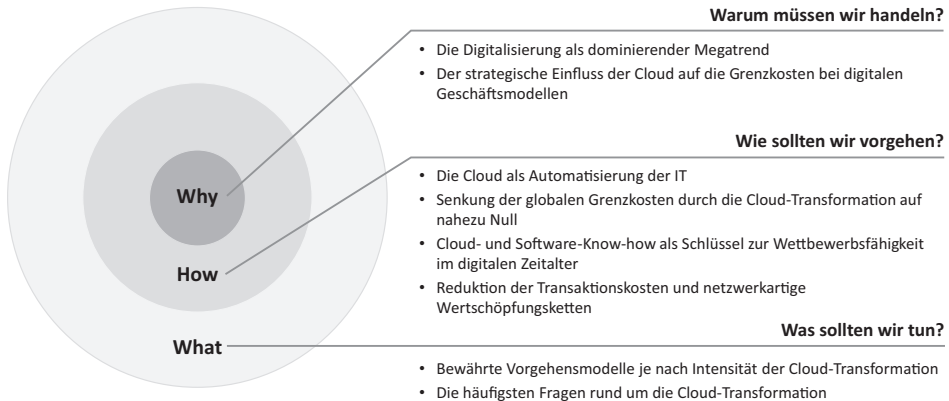 Warum müssen wir handeln?
• Die Digitalisierung als dominierender Megatrend
• Der strategische Einfluss der Cloud auf die Grenzkosten bei digitalen
Geschäftsmodellen
Why
Wie sollten wir vorgehen?
• Die Cloud als Automatisierung der IT
• Senkung der globalen Grenzkosten durch die Cloud-Transformation auf
nahezu Null
• Cloud- und Software-Know-how als Schlüssel zur Wettbewerbsfähigkeit
im digitalen Zeitalter
• Reduktion der Transaktionskosten und netzwerkartige
Wertschöpfungsketten
How
Was sollten wir tun?
What
• Bewährte Vorgehensmodelle je nach Intensität der Cloud-Transformation
• Die häufigsten Fragen rund um die Cloud-Transformation